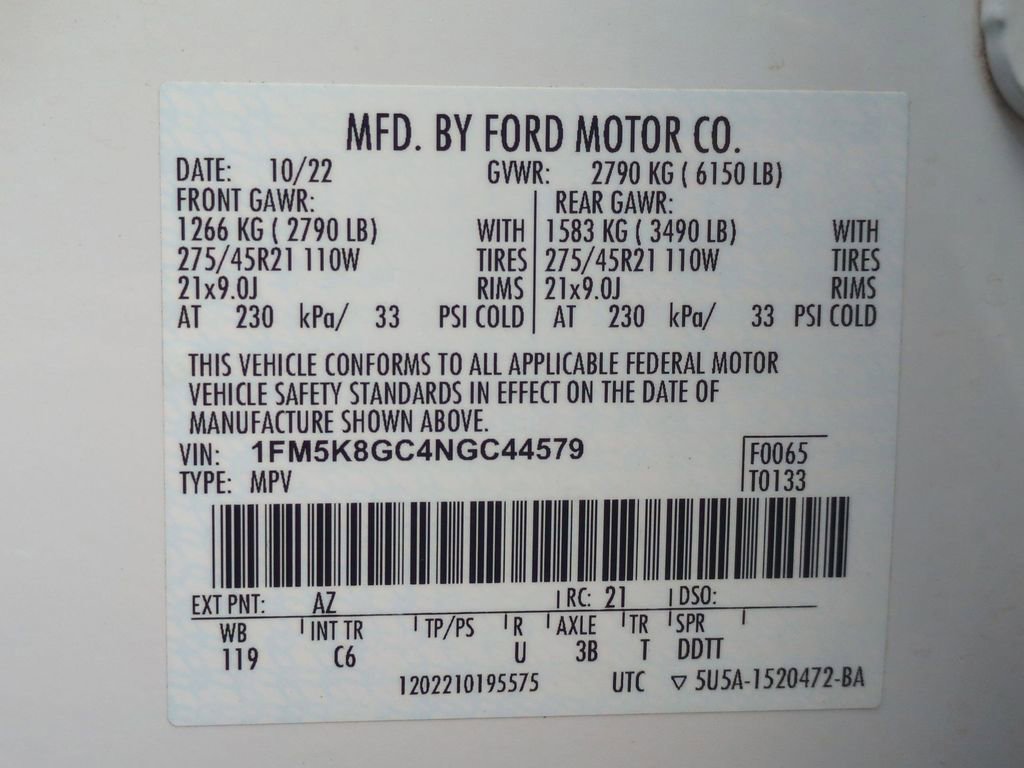 MFD. BY FORD MOTOR CO.
DATE: 10/22 GVWR: 2790 KG ( 6150 LB)
FRONT GAWR: REAR GAWR:
1266 KG ( 2790 LB) WITH 1583 KG ( 3490 LB) WITH
275/45R21 110W TIRES 275/45R21 110W TIRES
21x9.0J RIMS 21x9.0J RIMS
AT 230 kPa/ 33 PSI COLD AT 230 kPa/ 33 PSI COLD
THIS VEHICLE CONFORMS TO ALL APPLICABLE FEDERAL MOTOR
VEHICLE SAFETY STANDARDS IN EFFECT ON THE DATE OF
MANUFACTURE SHOWN ABOVE.
VIN: 1FM5K8GC4NGC44579 F0065
TYPE: MPV T0133
EXT PNT: AZ RC: 21 DSO:
WB INT TR TP/PS R AXLE TR SPR
119 C6 U 3B T DDTT
1202210195575 UTC ▽ 5U5A-1520472-BA